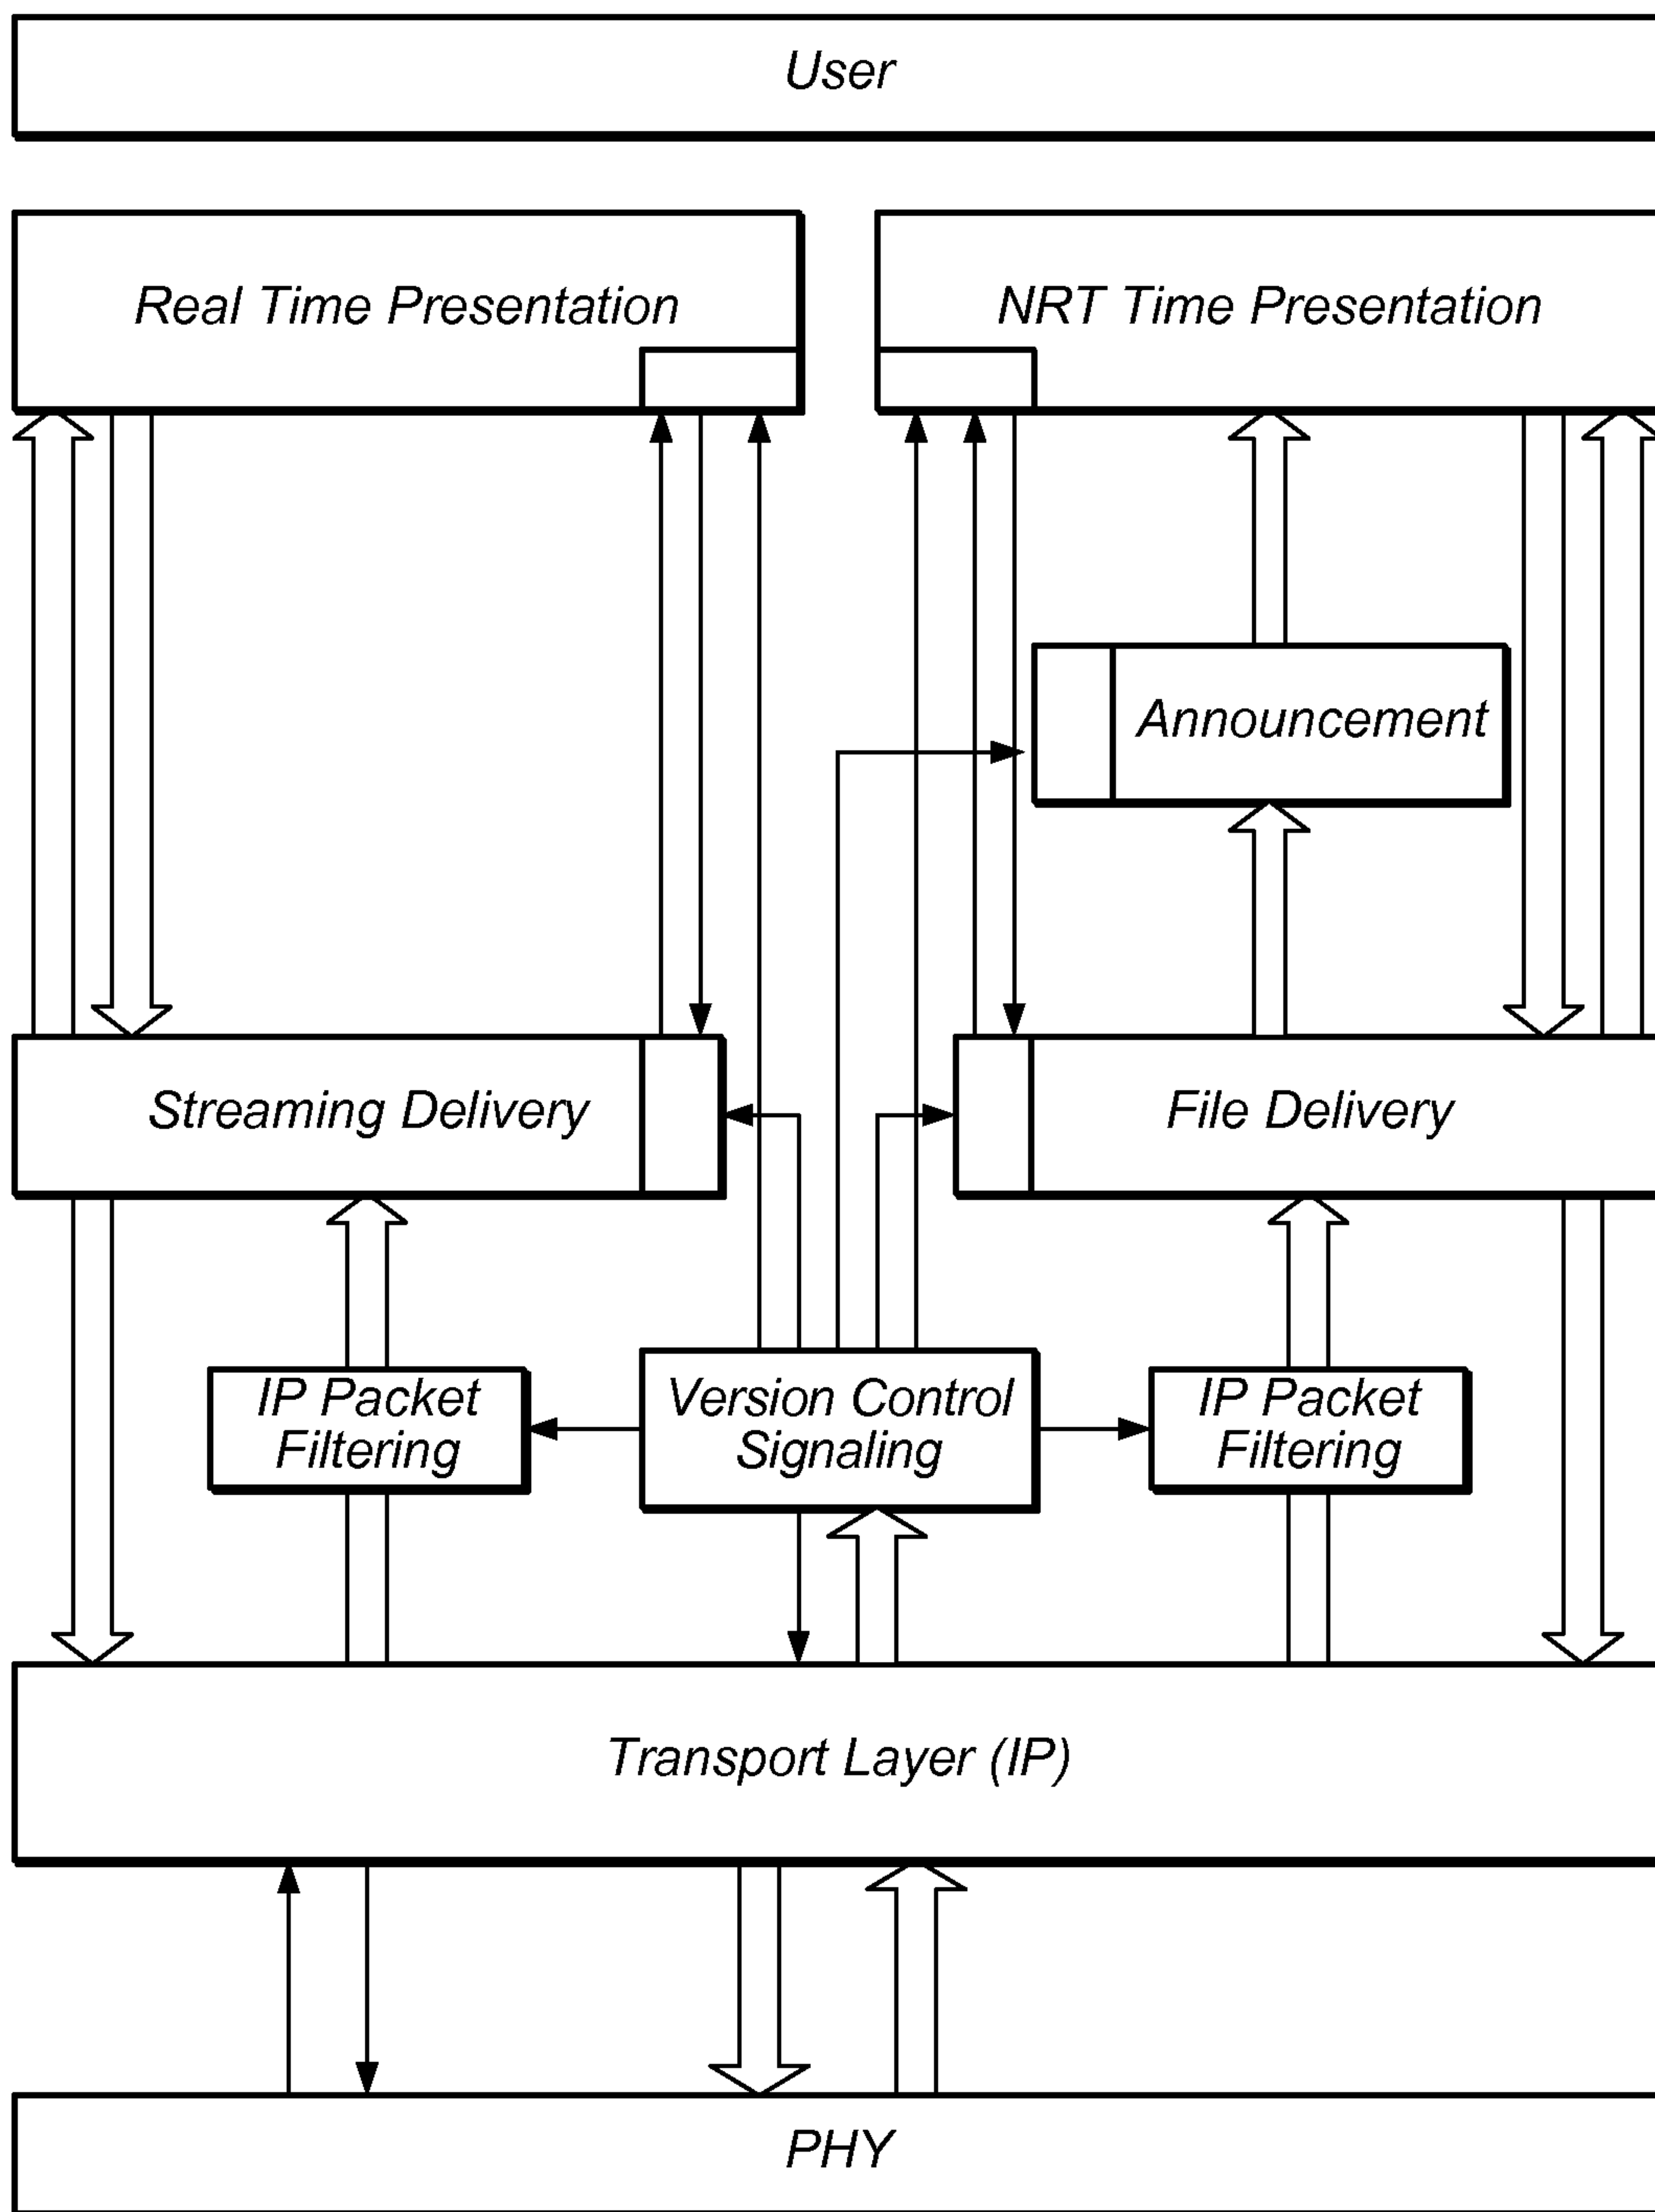 User
Real Time Presentation
NRT Time Presentation
Announcement
Streaming Delivery
File Delivery
IP Packet
Filtering
Version Control
Signaling
IP Packet
Filtering
Transport Layer (IP)
PHY